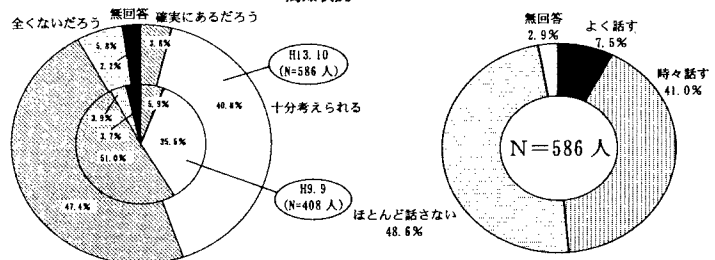 全くないだろう
無回答
確実にあるだろう
5.8%
2.2%
3.8%
H13.10
(N=586 人)
40.8%
十分考えられる
5.9%
3.9%
3.7%
35.6%
51.0%
47.4%
H9.9
(N=408 人)
無回答
2.9%
よく話す
7.5%
時々話す
41.0%
N=586 人
ほとんど話さない
48.6%